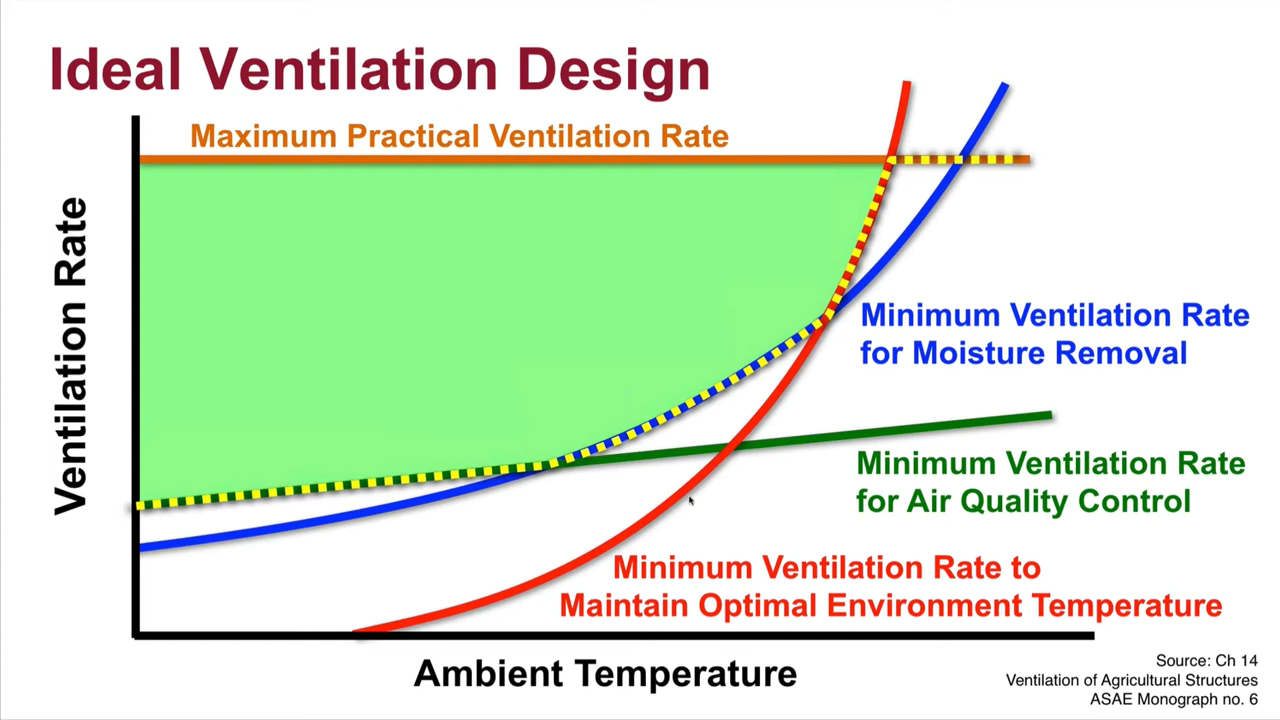 Ideal Ventilation Design
Maximum Practical Ventilation Rate
Ventilation Rate
Minimum Ventilation Rate
for Moisture Removal
Minimum Ventilation Rate
for Air Quality Control
Minimum Ventilation Rate to
Maintain Optimal Environment Temperature
Ambient Temperature
Source: Ch 14
Ventilation of Agricultural Structures
ASAE Monograph no. 6